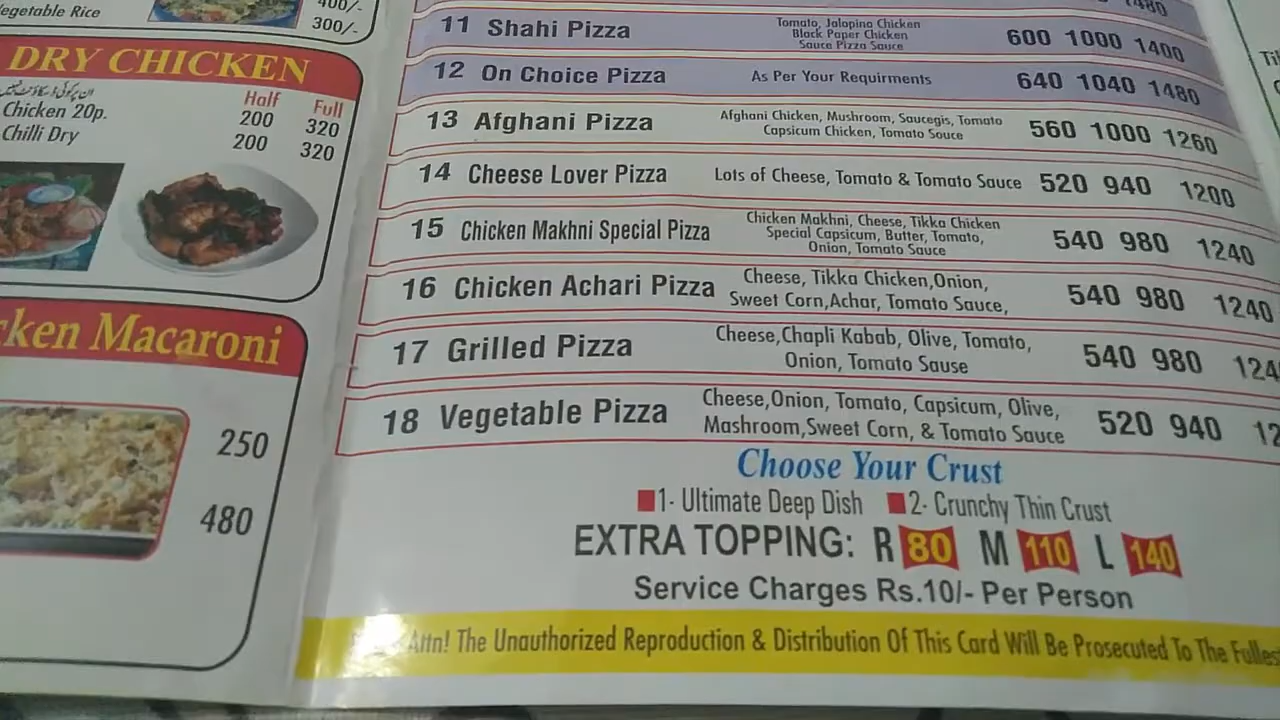 egetable Rice
400/-
300/-
DRY CHICKEN
Half Full
Chicken 20p. 200 320
Chilli Dry 200 320
ken Macaroni
250
480
1480
11 Shahi Pizza Tomato, Jalopino Chicken
Black Paper Chicken
Sauce Pizza Sauce 600 1000 1400
12 On Choice Pizza As Per Your Requirments 640 1040 1480
13 Afghani Pizza Afghani Chicken, Mushroom, Saucegis, Tomato
Capsicum Chicken, Tomato Souce 560 1000 1260
14 Cheese Lover Pizza Lots of Cheese, Tomato & Tomato Sauce 520 940 1200
15 Chicken Makhni Special Pizza Chicken Makhni, Cheese, Tikka Chicken
Special Capsicum, Butter, Tomato,
Onion, Tomato Sauce 540 980 1240
16 Chicken Achari Pizza Cheese, Tikka Chicken,Onion,
Sweet Corn,Achar, Tomato Sauce, 540 980 1240
17 Grilled Pizza Cheese,Chapli Kabab, Olive, Tomato,
Onion, Tomato Sause 540 980 124
18 Vegetable Pizza Cheese,Onion, Tomato, Capsicum, Olive,
Mashroom,Sweet Corn, & Tomato Sauce 520 940 12
Choose Your Crust
1- Ultimate Deep Dish 2- Crunchy Thin Crust
EXTRA TOPPING: R 80 M 110 L 140
Service Charges Rs.10/- Per Person
Attn! The Unauthorized Reproduction & Distribution Of This Card Will Be Prosecuted To The Fulles